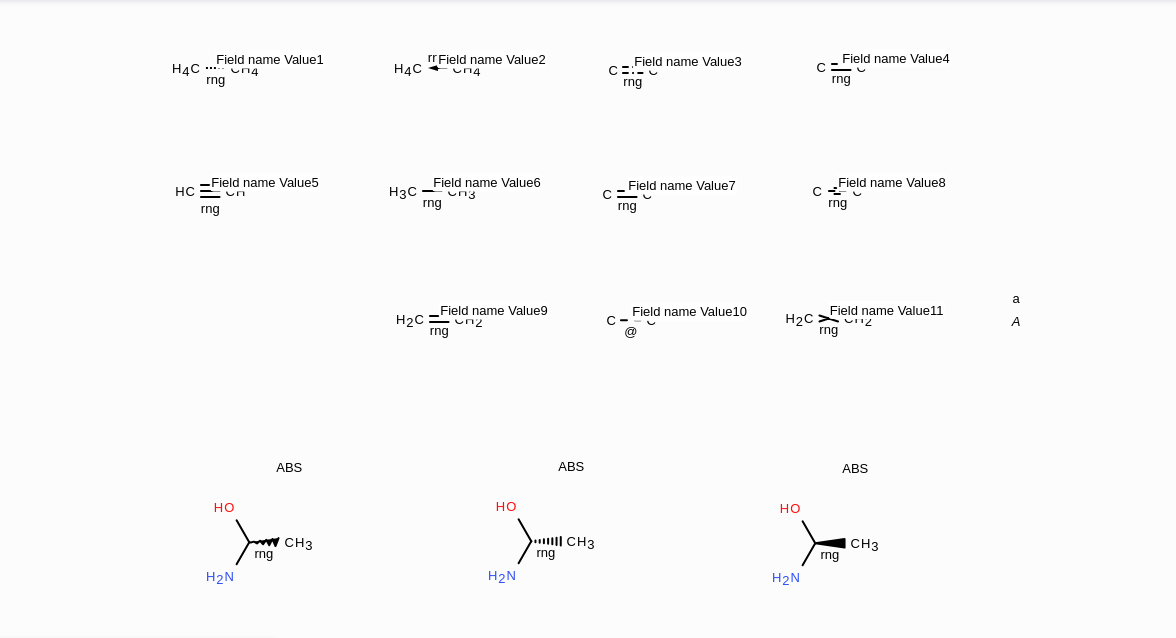 H4C CH4 Field name Value1
rng
H4C CH4 Field name Value2
C C Field name Value3
rng
C C Field name Value4
rng
HC CH Field name Value5
rng
H3C CH3 Field name Value6
rng
C C Field name Value7
rng
C C Field name Value8
rng
H2C CH2 Field name Value9
rng
C C Field name Value10
@
H2C CH2 Field name Value11
rng
a
A
ABS
HO
CH3
rng
H2N
ABS
HO
CH3
rng
H2N
ABS
HO
CH3
rng
H2N